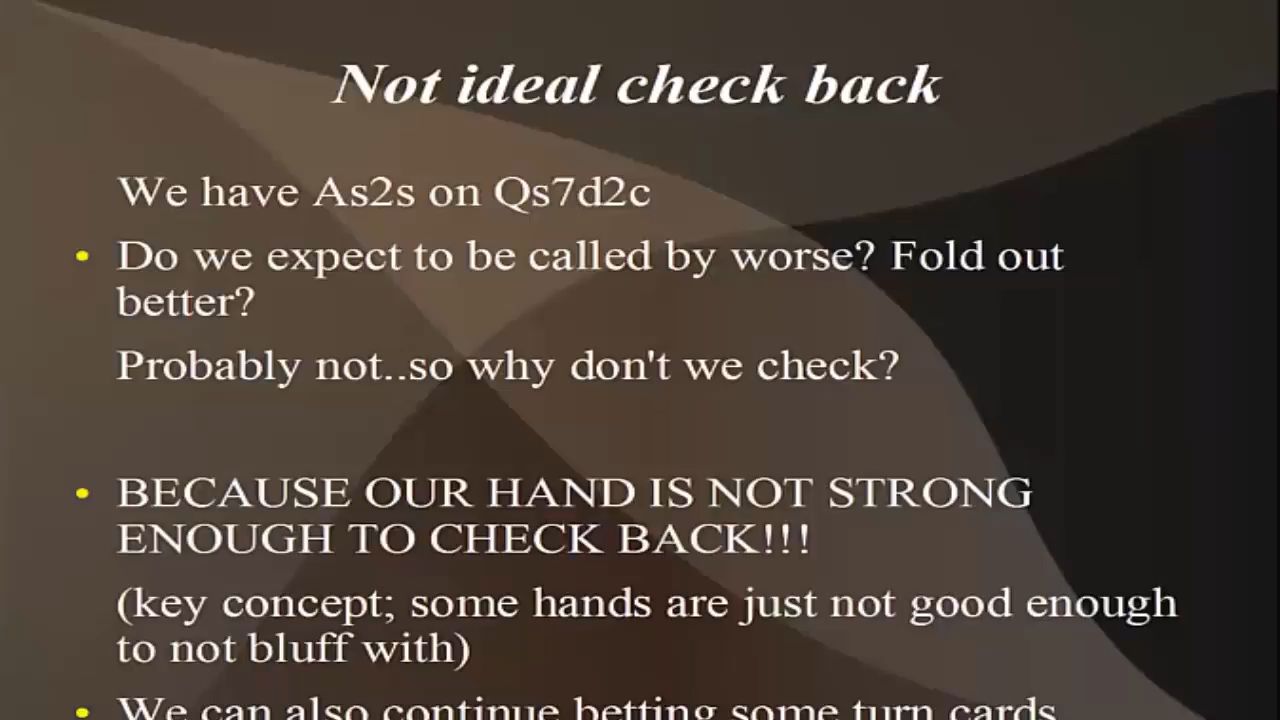 Not ideal check back
We have As2s on Qs7d2c
• Do we expect to be called by worse? Fold out
better?
Probably not..so why don't we check?
• BECAUSE OUR HAND IS NOT STRONG
ENOUGH TO CHECK BACK!!!
(key concept; some hands are just not good enough
to not bluff with)
• We can also continue betting some turn cards